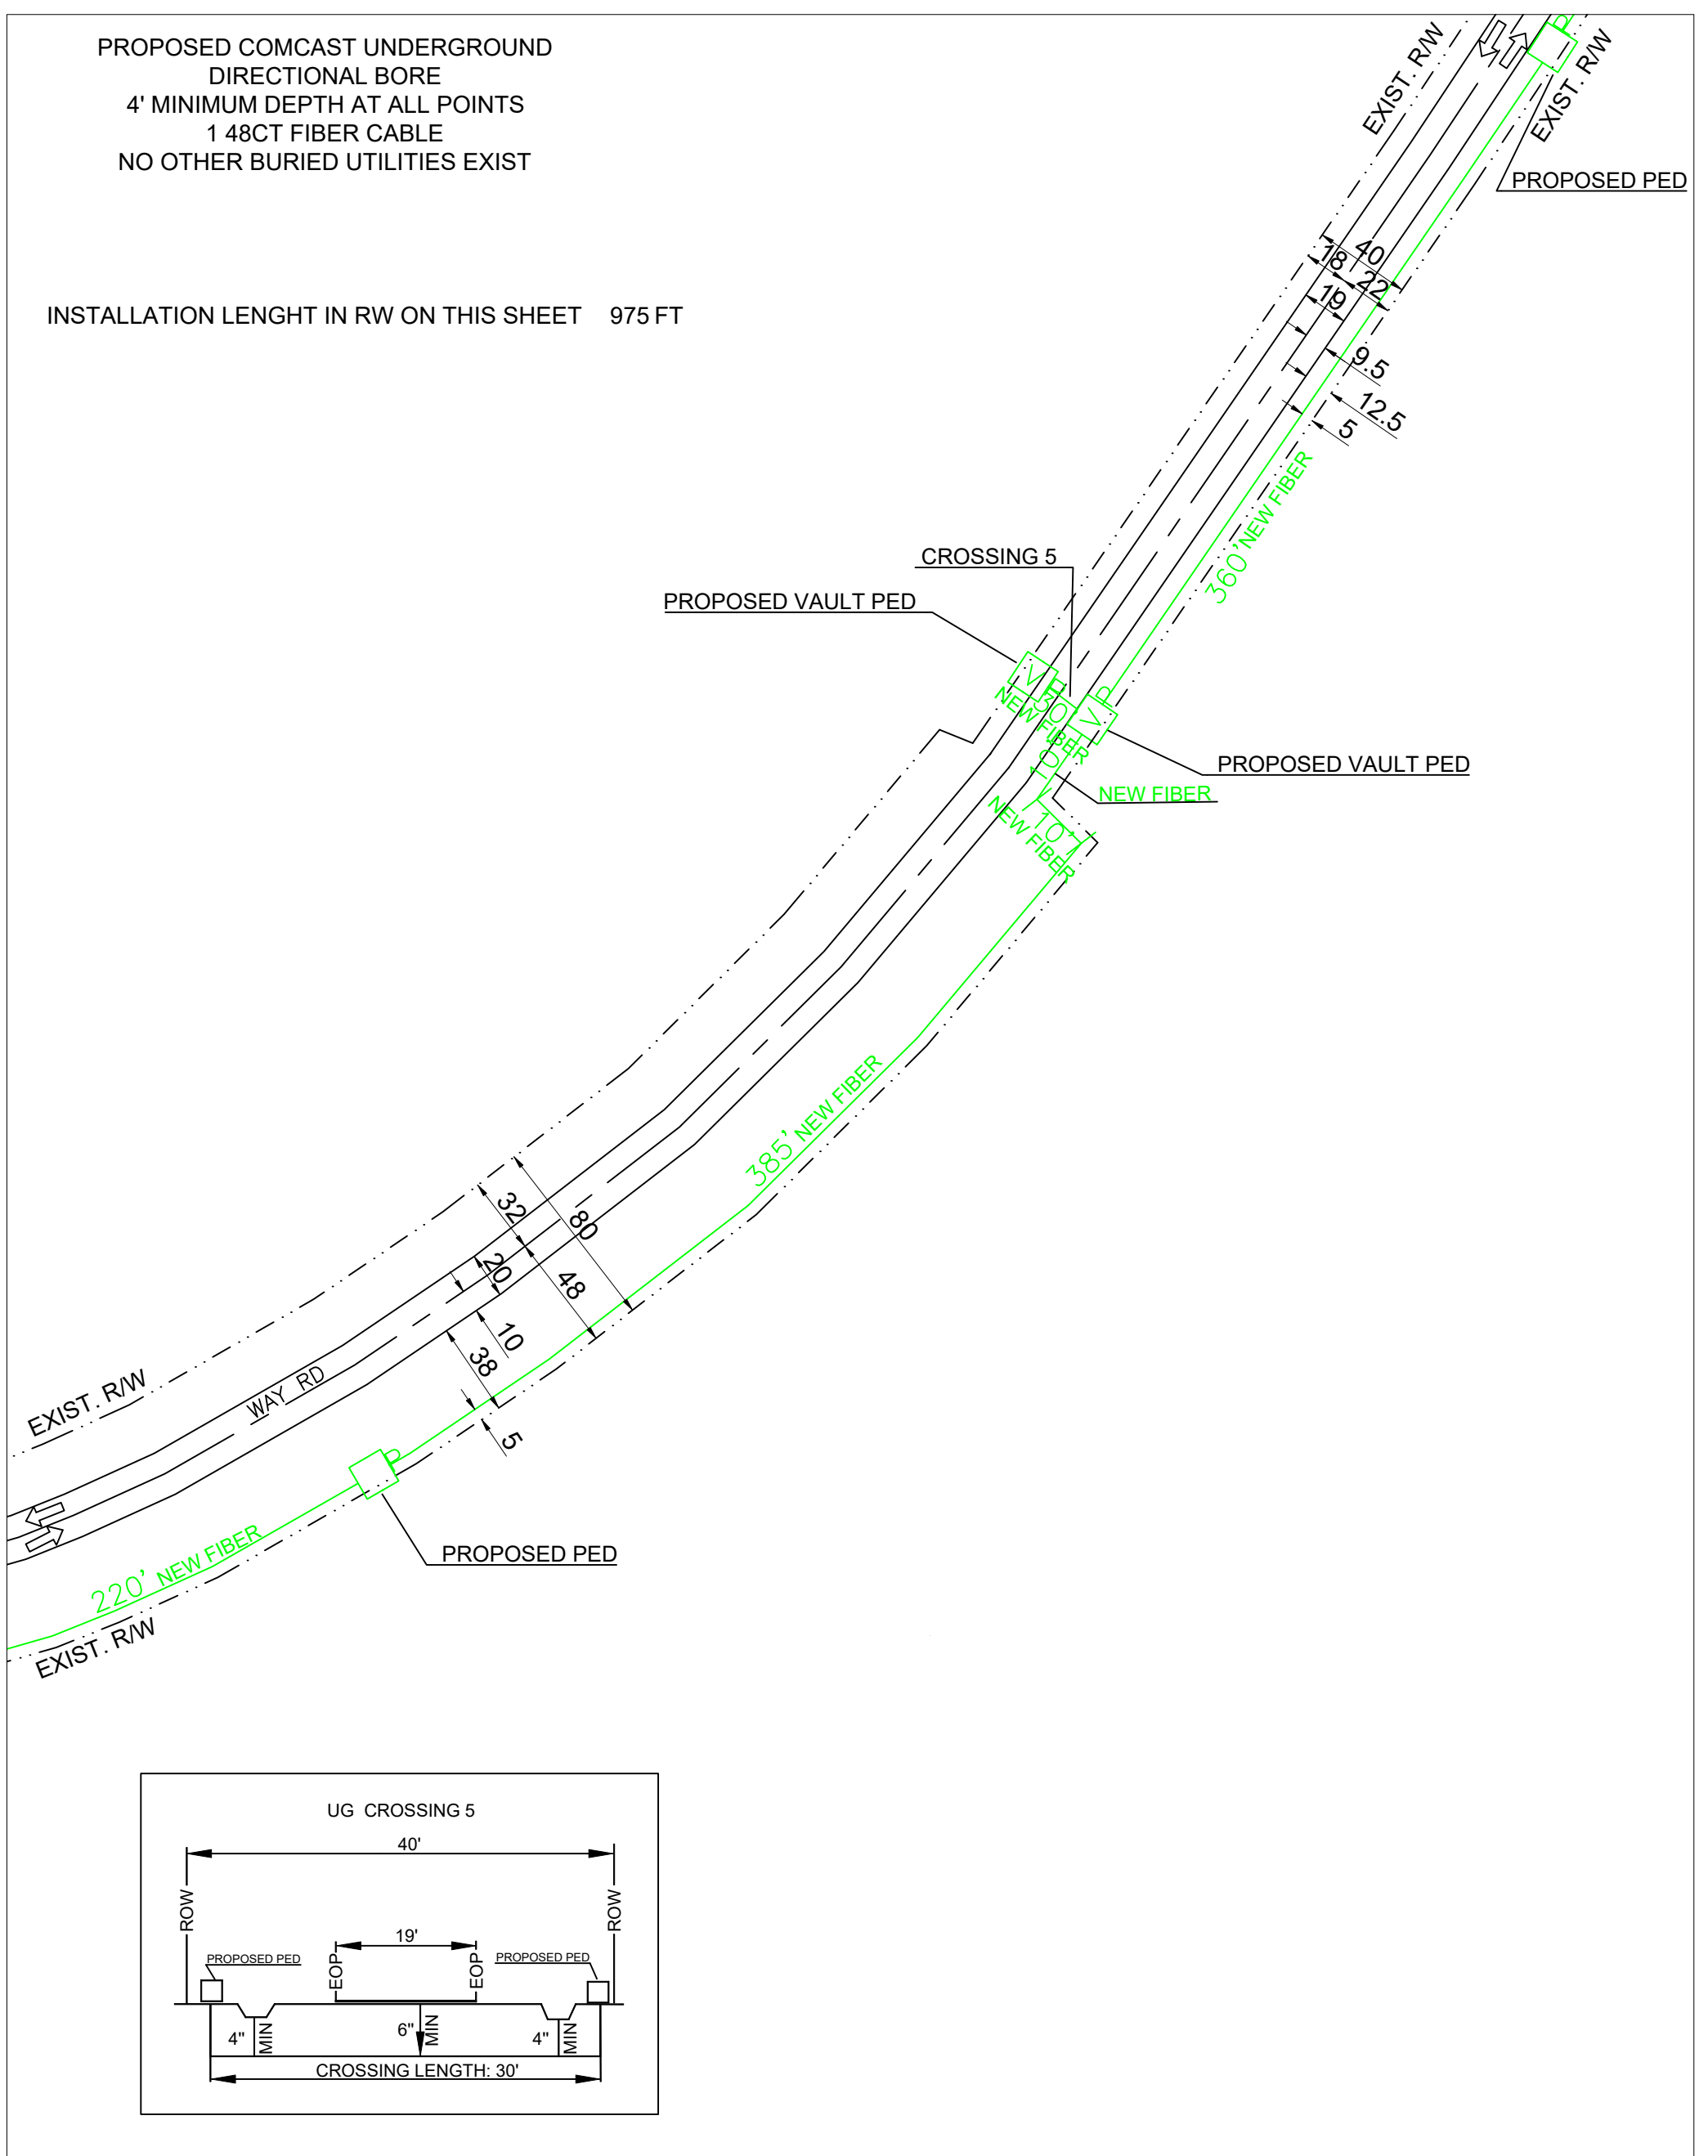 PROPOSED COMCAST UNDERGROUND
DIRECTIONAL BORE
4' MINIMUM DEPTH AT ALL POINTS
1 48CT FIBER CABLE
NO OTHER BURIED UTILITIES EXIST
INSTALLATION LENGHT IN RW ON THIS SHEET 975 FT
EXIST. R/W
P
EXIST. R/W
PROPOSED PED
40
18
22
19
9.5
12.5
5
360' NEW FIBER
CROSSING 5
PROPOSED VAULT PED
V
P
30'
NEW FIBER
V
P
PROPOSED VAULT PED
10'
NEW FIBER
10'
NEW FIBER
385' NEW FIBER
32
80
20
48
10
38
5
EXIST. R/W
WAY RD
P
PROPOSED PED
220' NEW FIBER
EXIST. R/W
UG CROSSING 5
40'
ROW
ROW
19'
PROPOSED PED
EOP
EOP
PROPOSED PED
4"
MIN
6"
MIN
4"
MIN
CROSSING LENGTH: 30'